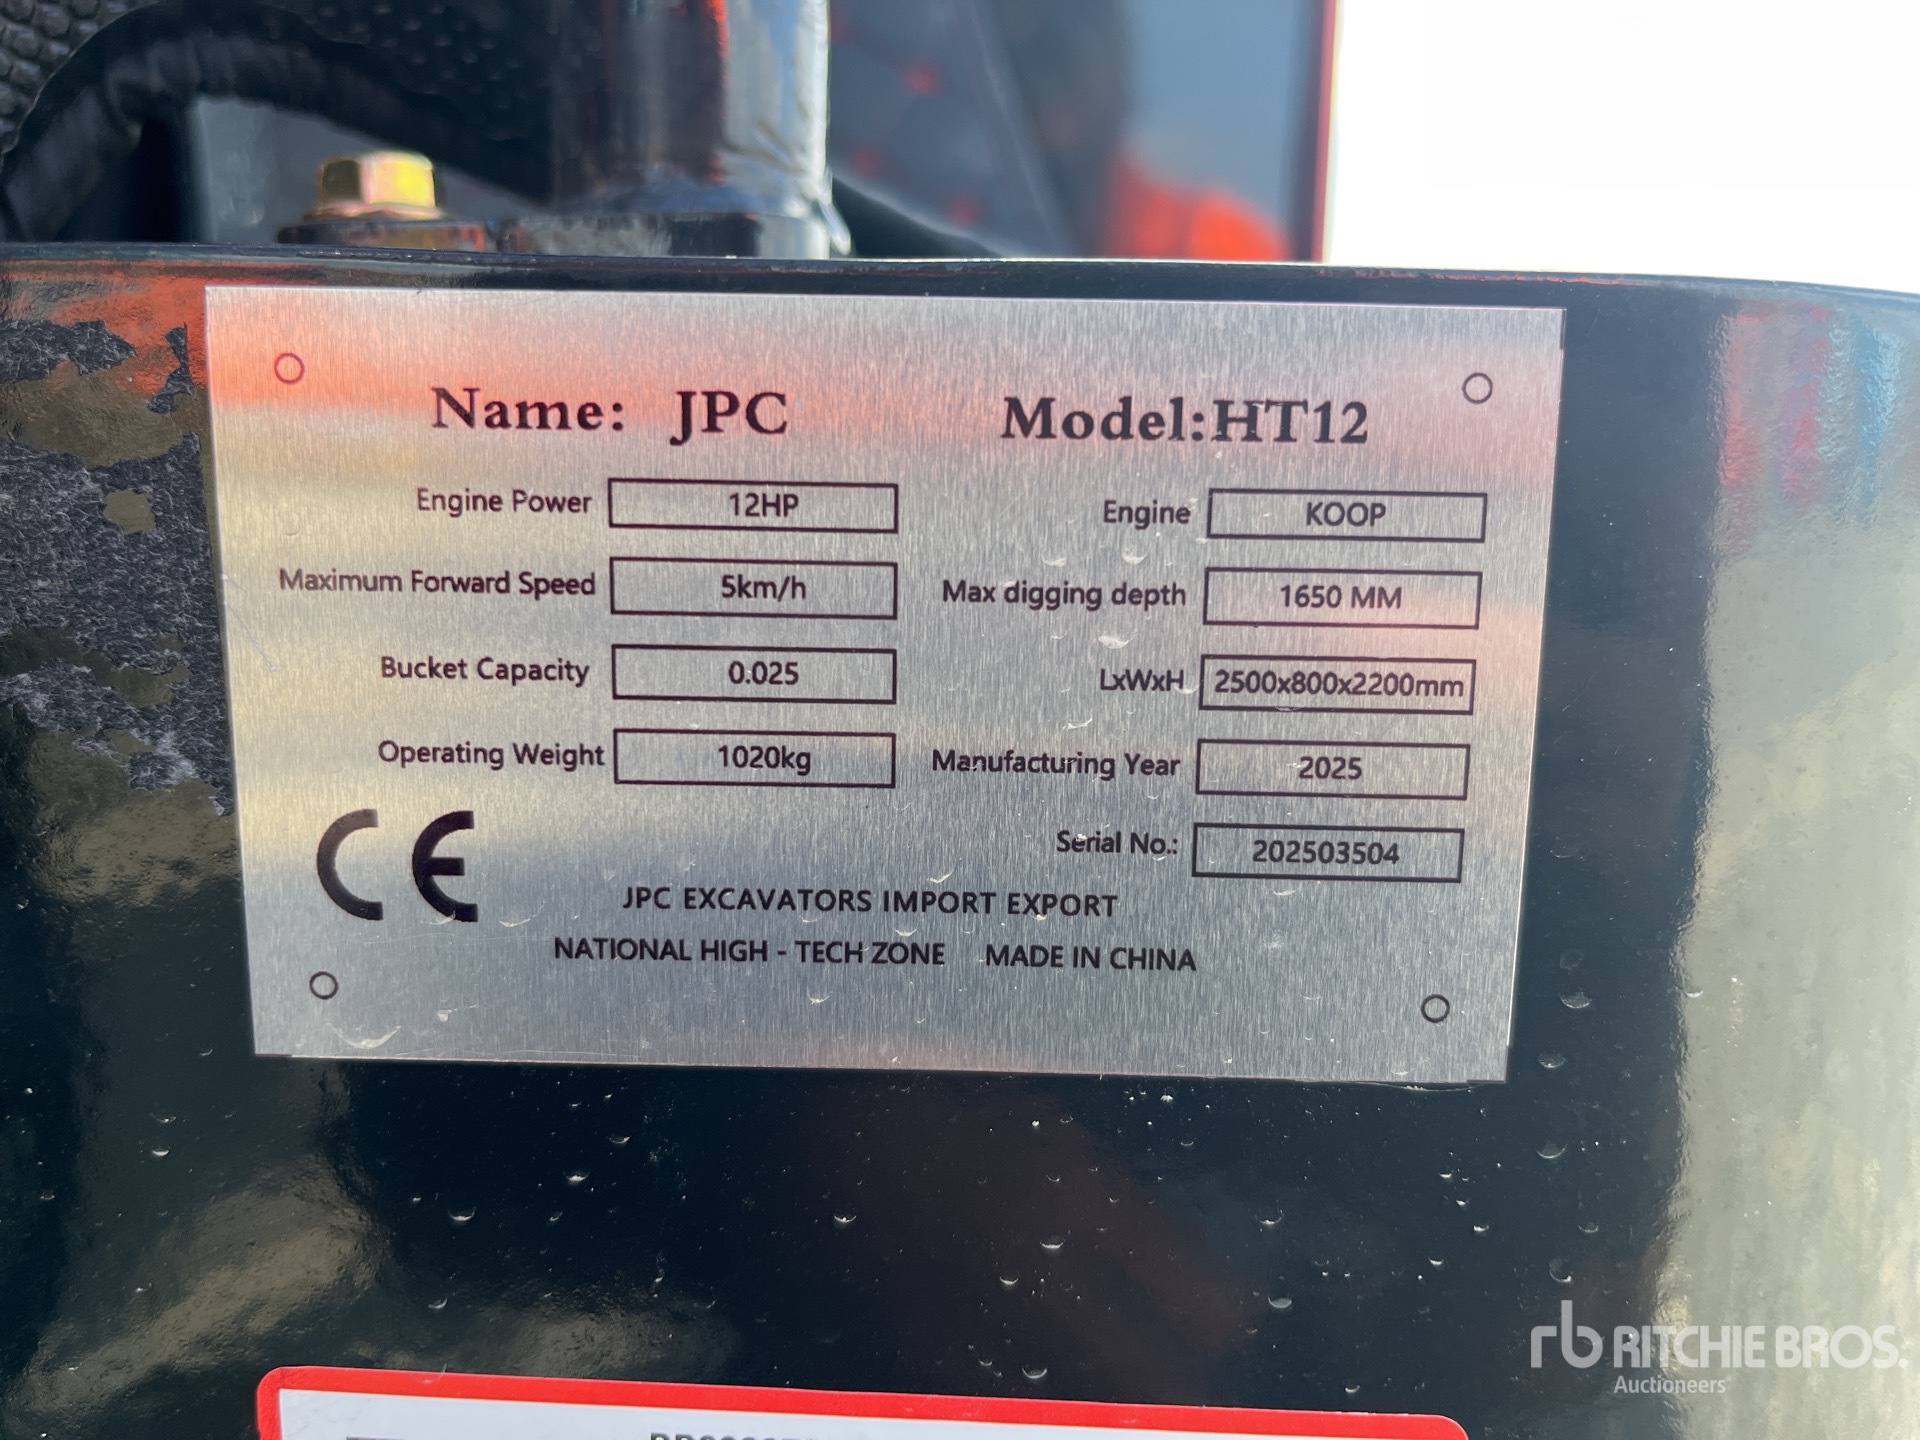 Name: JPC Model:HT12
Engine Power 12HP Engine KOOP
Maximum Forward Speed 5km/h Max digging depth 1650 MM
Bucket Capacity 0.025 LxWxH 2500x800x2200mm
Operating Weight 1020kg Manufacturing Year 2025
CE Serial No.: 202503504
JPC EXCAVATORS IMPORT EXPORT
NATIONAL HIGH - TECH ZONE MADE IN CHINA
rb RITCHIE BROS.
Auctioneers